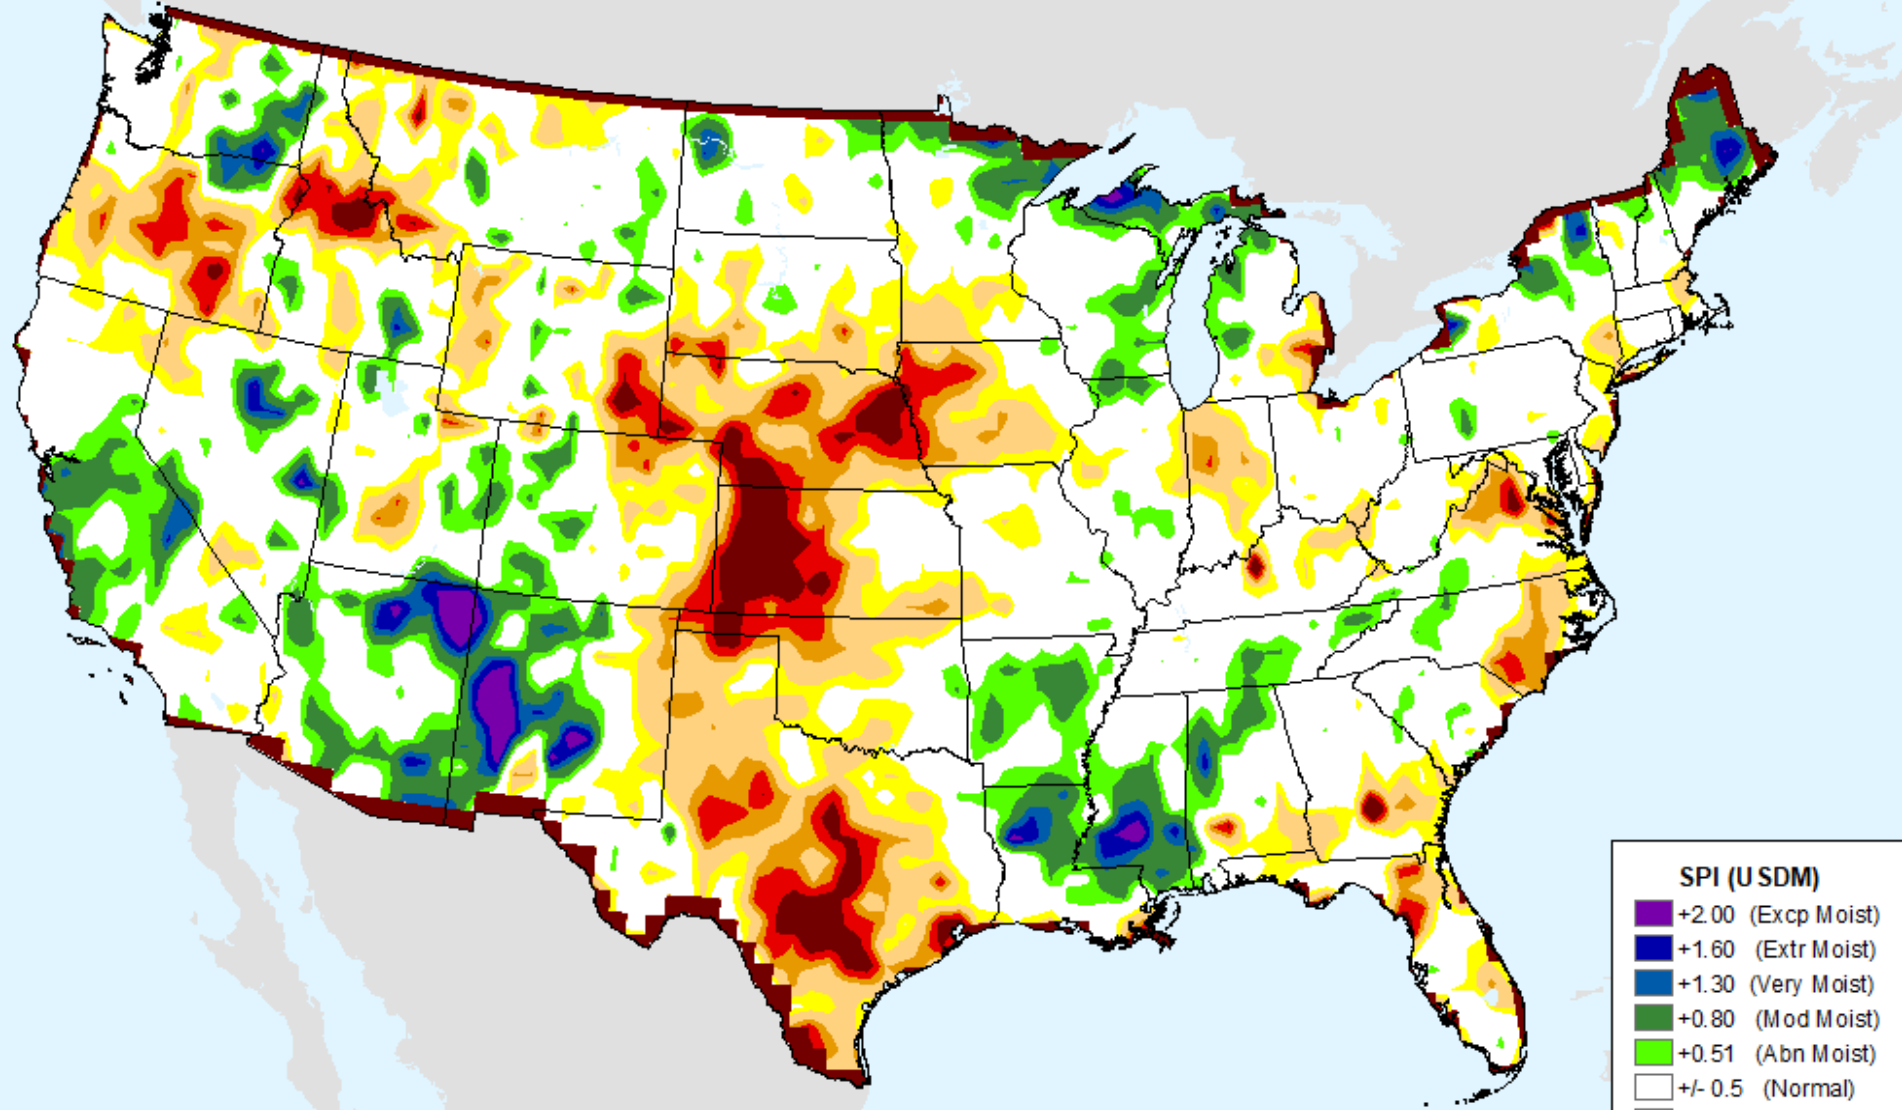 SPI (USDM)
+2.00 (Excp Moist)
+1.60 (Extr Moist)
+1.30 (Very Moist)
+0.80 (Mod Moist)
+0.51 (Abn Moist)
+/- 0.5 (Normal)